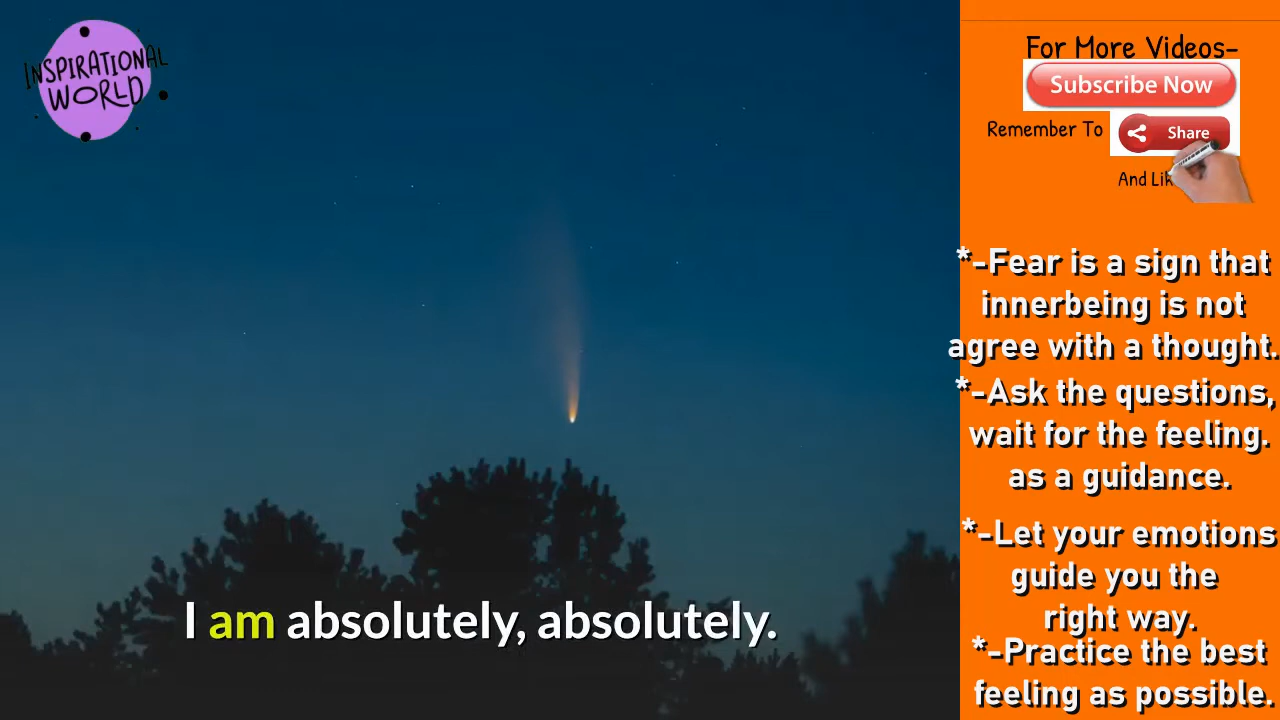 INSPIRATIONAL
WORLD
For More Videos-
Subscribe Now
Remember To
Share
And Lik
*-Fear is a sign that
innerbeing is not
agree with a thought.
*-Ask the questions,
wait for the feeling.
as a guidance.
*-Let your emotions
guide you the
right way.
*-Practice the best
feeling as possible.
I am absolutely, absolutely.